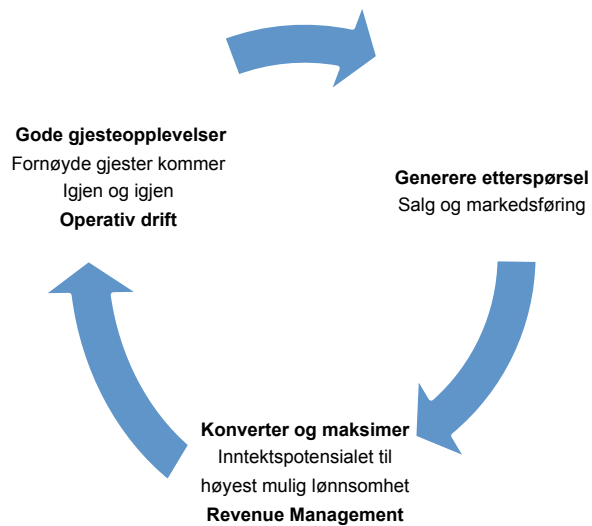 Gode gjesteopplevelser
Fornøyde gjester kommer
Igjen og igjen
Operativ drift
Generere etterspørsel
Salg og markedsføring
Konverter og maksimer
Inntektspotensialet til
høyest mulig lønnsomhet
Revenue Management